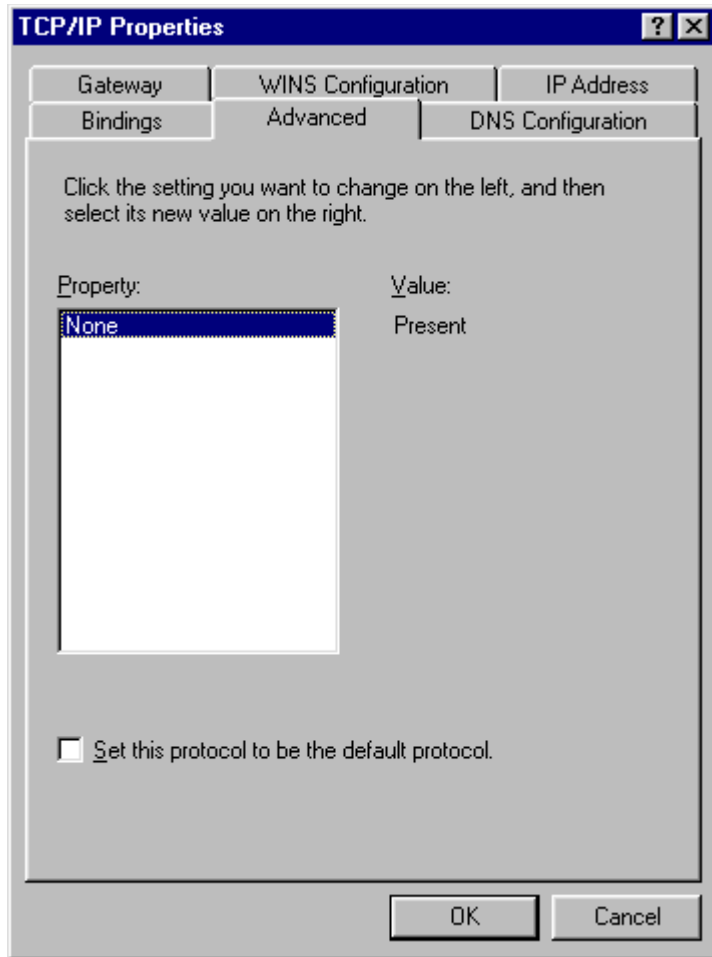 TCP/IP Properties
Gateway WINS Configuration IP Address
Bindings Advanced DNS Configuration
Click the setting you want to change on the left, and then
select its new value on the right.
Property: Value:
None Present
Set this protocol to be the default protocol.
OK Cancel